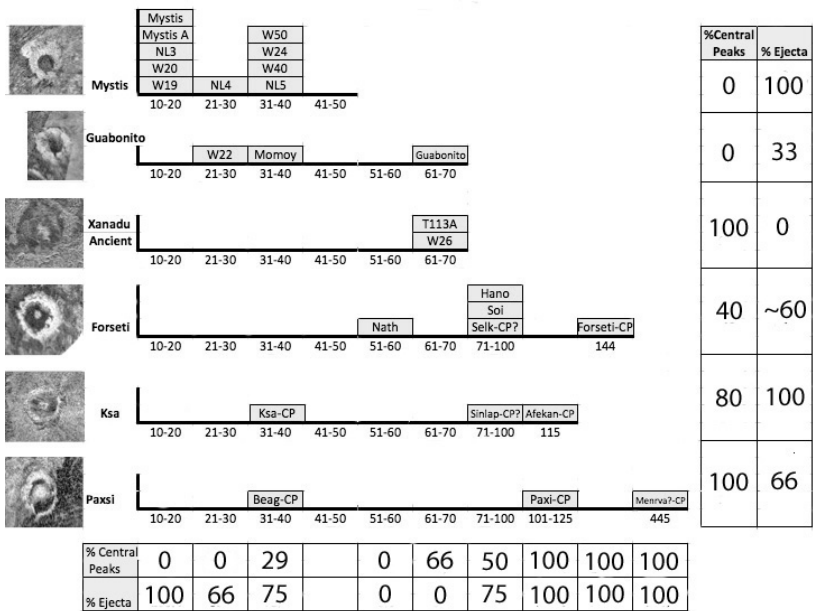 %Central Peaks % Ejecta
Mystis
Mystis A W50
NL3 W24
W20 W40
Mystis W19 NL4 NL5
10-20 21-30 31-40 41-50
0 100
Guabonito
W22 Momoy Guabonito
10-20 21-30 31-40 41-50 51-60 61-70
0 33
Xanadu T113A
Ancient W26
10-20 21-30 31-40 41-50 51-60 61-70
100 0
Hano
Soi
Forseti Nath Selk-CP? Forseti-CP
10-20 21-30 31-40 41-50 51-60 61-70 71-100 144
40 ~60
Ksa Ksa-CP Sinlap-CP? Afekan-CP
10-20 21-30 31-40 41-50 51-60 61-70 71-100 115
80 100
Paxsi Beag-CP Paxi-CP Menrva?-CP
10-20 21-30 31-40 41-50 51-60 61-70 71-100 101-125 445
100 66
% Central Peaks 0 0 29 0 66 50 100 100 100
% Ejecta 100 66 75 0 0 75 100 100 100